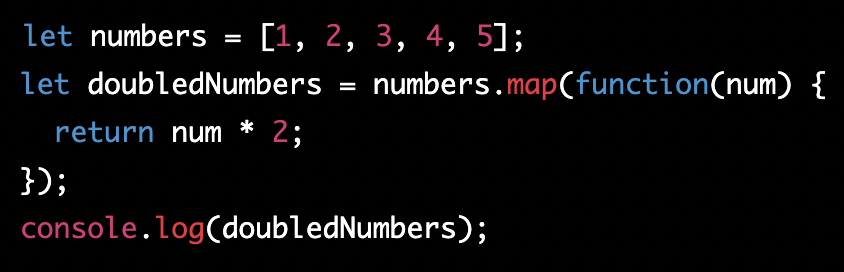 let numbers = [1, 2, 3, 4, 5];
let doubledNumbers = numbers.map(function(num) {
  return num * 2;
});
console.log(doubledNumbers);